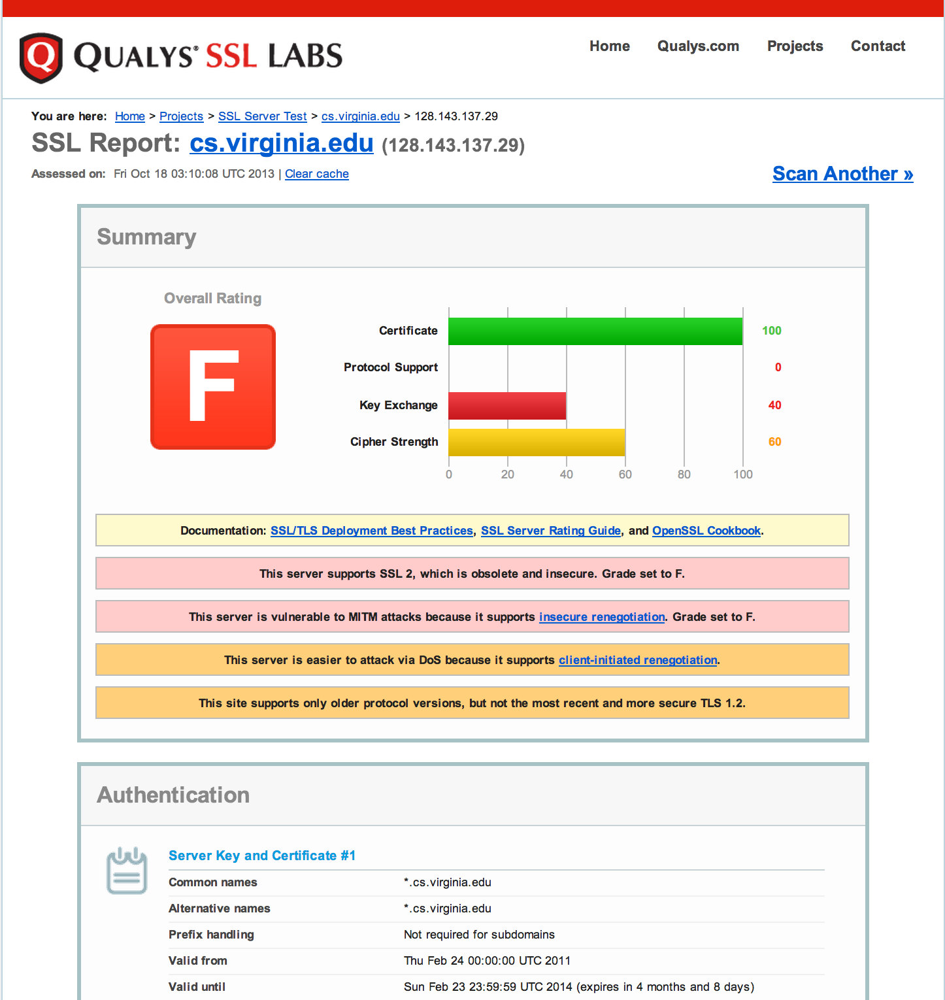 QUALYS® SSL LABS
Home Qualys.com Projects Contact
You are here: Home > Projects > SSL Server Test > cs.virginia.edu > 128.143.137.29
SSL Report: cs.virginia.edu (128.143.137.29)
Assessed on: Fri Oct 18 03:10:08 UTC 2013 | Clear cache
Scan Another »
Summary
Overall Rating
F
Certificate 100
Protocol Support 0
Key Exchange 40
Cipher Strength 60
0 20 40 60 80 100
Documentation: SSL/TLS Deployment Best Practices, SSL Server Rating Guide, and OpenSSL Cookbook.
This server supports SSL 2, which is obsolete and insecure. Grade set to F.
This server is vulnerable to MITM attacks because it supports insecure renegotiation. Grade set to F.
This server is easier to attack via DoS because it supports client-initiated renegotiation.
This site supports only older protocol versions, but not the most recent and more secure TLS 1.2.
Authentication
Server Key and Certificate #1
Common names *.cs.virginia.edu
Alternative names *.cs.virginia.edu
Prefix handling Not required for subdomains
Valid from Thu Feb 24 00:00:00 UTC 2011
Valid until Sun Feb 23 23:59:59 UTC 2014 (expires in 4 months and 8 days)